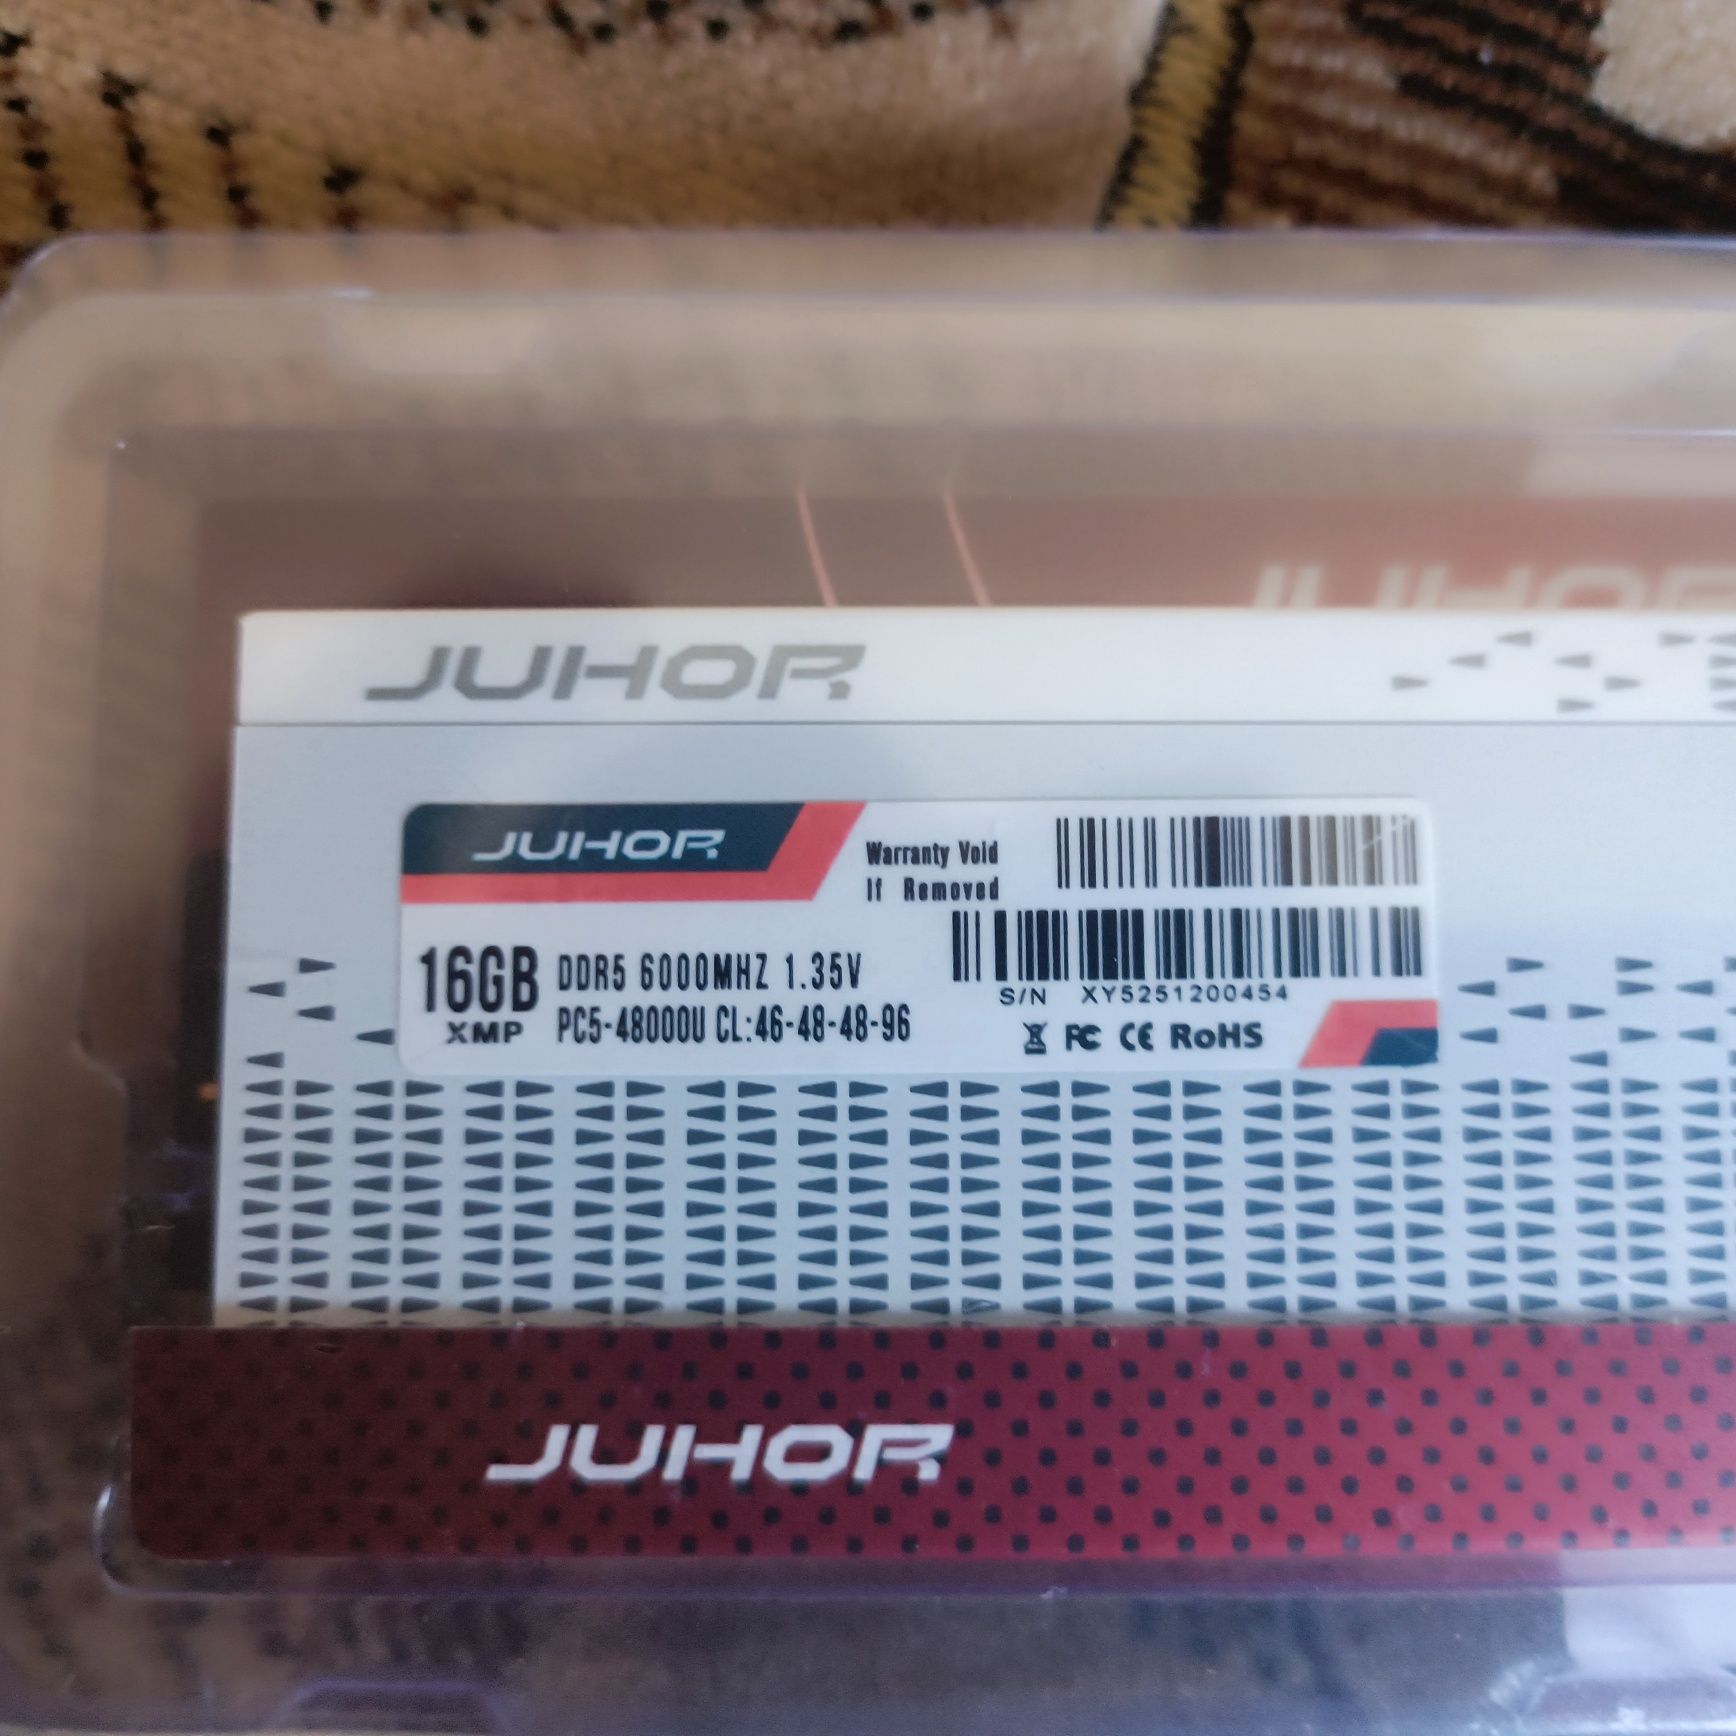 JUHOR
JUHOR
JUHOR
Warranty Void
If Removed
16GB
XMP
DDR5 6000MHZ 1.35V
PC5-48000U CL:46-48-48-96
S/N XY5251200454
FC CE RoHS
JUHOR